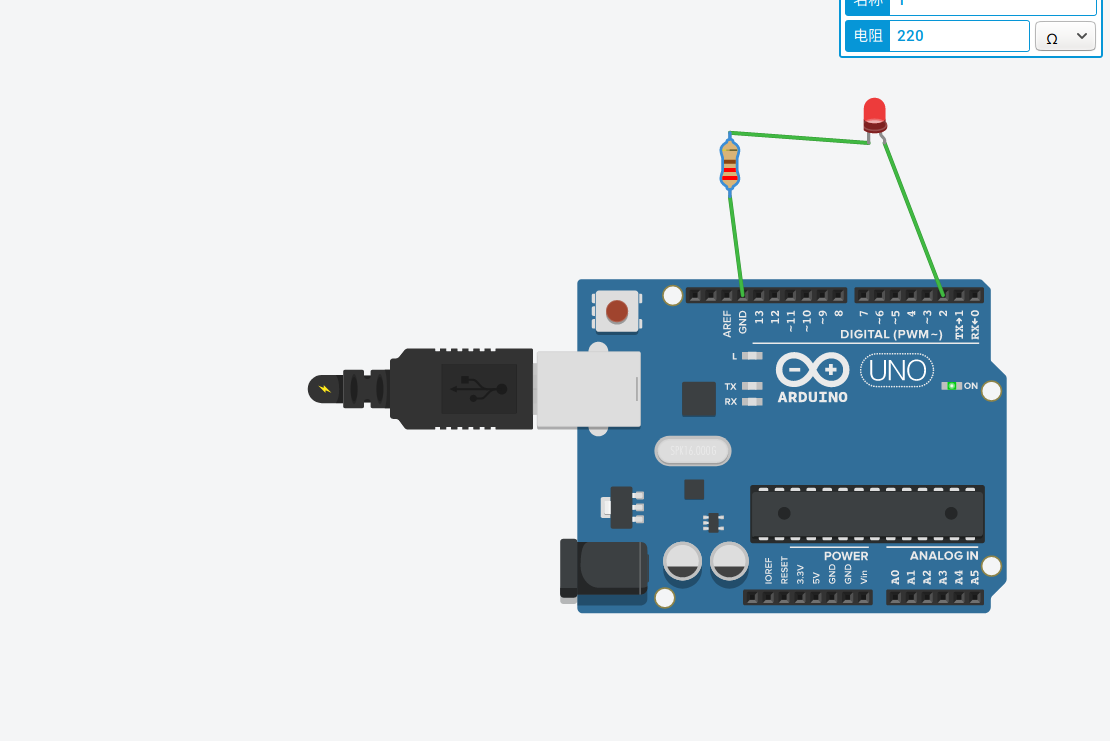 名称 1
电阻 220 Ω
AREF GND 13 12 ~11 ~10 ~9 8 7 ~6 ~5 4 ~3 2 TX→1 RX←0
DIGITAL (PWM~)
L
TX
RX
UNO
ARDUINO
ON
POWER
ANALOG IN
IOREF RESET 3.3V 5V GND GND Vin A0 A1 A2 A3 A4 A5